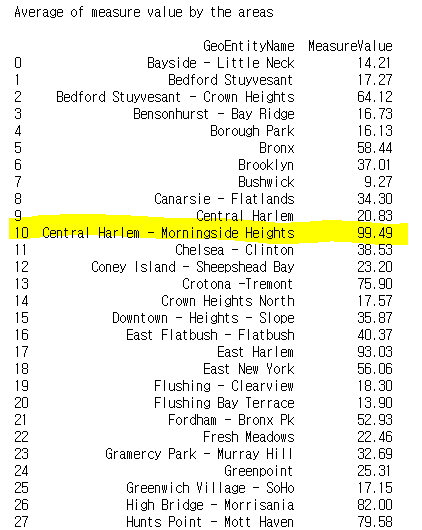 Average of measure value by the areas
GeoEntityName MeasureValue
0 Bayside - Little Neck 14.21
1 Bedford Stuyvesant 17.27
2 Bedford Stuyvesant - Crown Heights 64.12
3 Bensonhurst - Bay Ridge 16.73
4 Borough Park 16.13
5 Bronx 58.44
6 Brooklyn 37.01
7 Bushwick 9.27
8 Canarsie - Flatlands 34.30
9 Central Harlem 20.83
10 Central Harlem - Morningside Heights 99.49
11 Chelsea - Clinton 38.53
12 Coney Island - Sheepshead Bay 23.20
13 Crotona -Tremont 75.90
14 Crown Heights North 17.57
15 Downtown - Heights - Slope 35.87
16 East Flatbush - Flatbush 40.37
17 East Harlem 93.03
18 East New York 56.06
19 Flushing - Clearview 18.30
20 Flushing Bay Terrace 13.90
21 Fordham - Bronx Pk 52.93
22 Fresh Meadows 22.46
23 Gramercy Park - Murray Hill 32.69
24 Greenpoint 25.31
25 Greenwich Village - SoHo 17.15
26 High Bridge - Morrisania 82.00
27 Hunts Point - Mott Haven 79.58